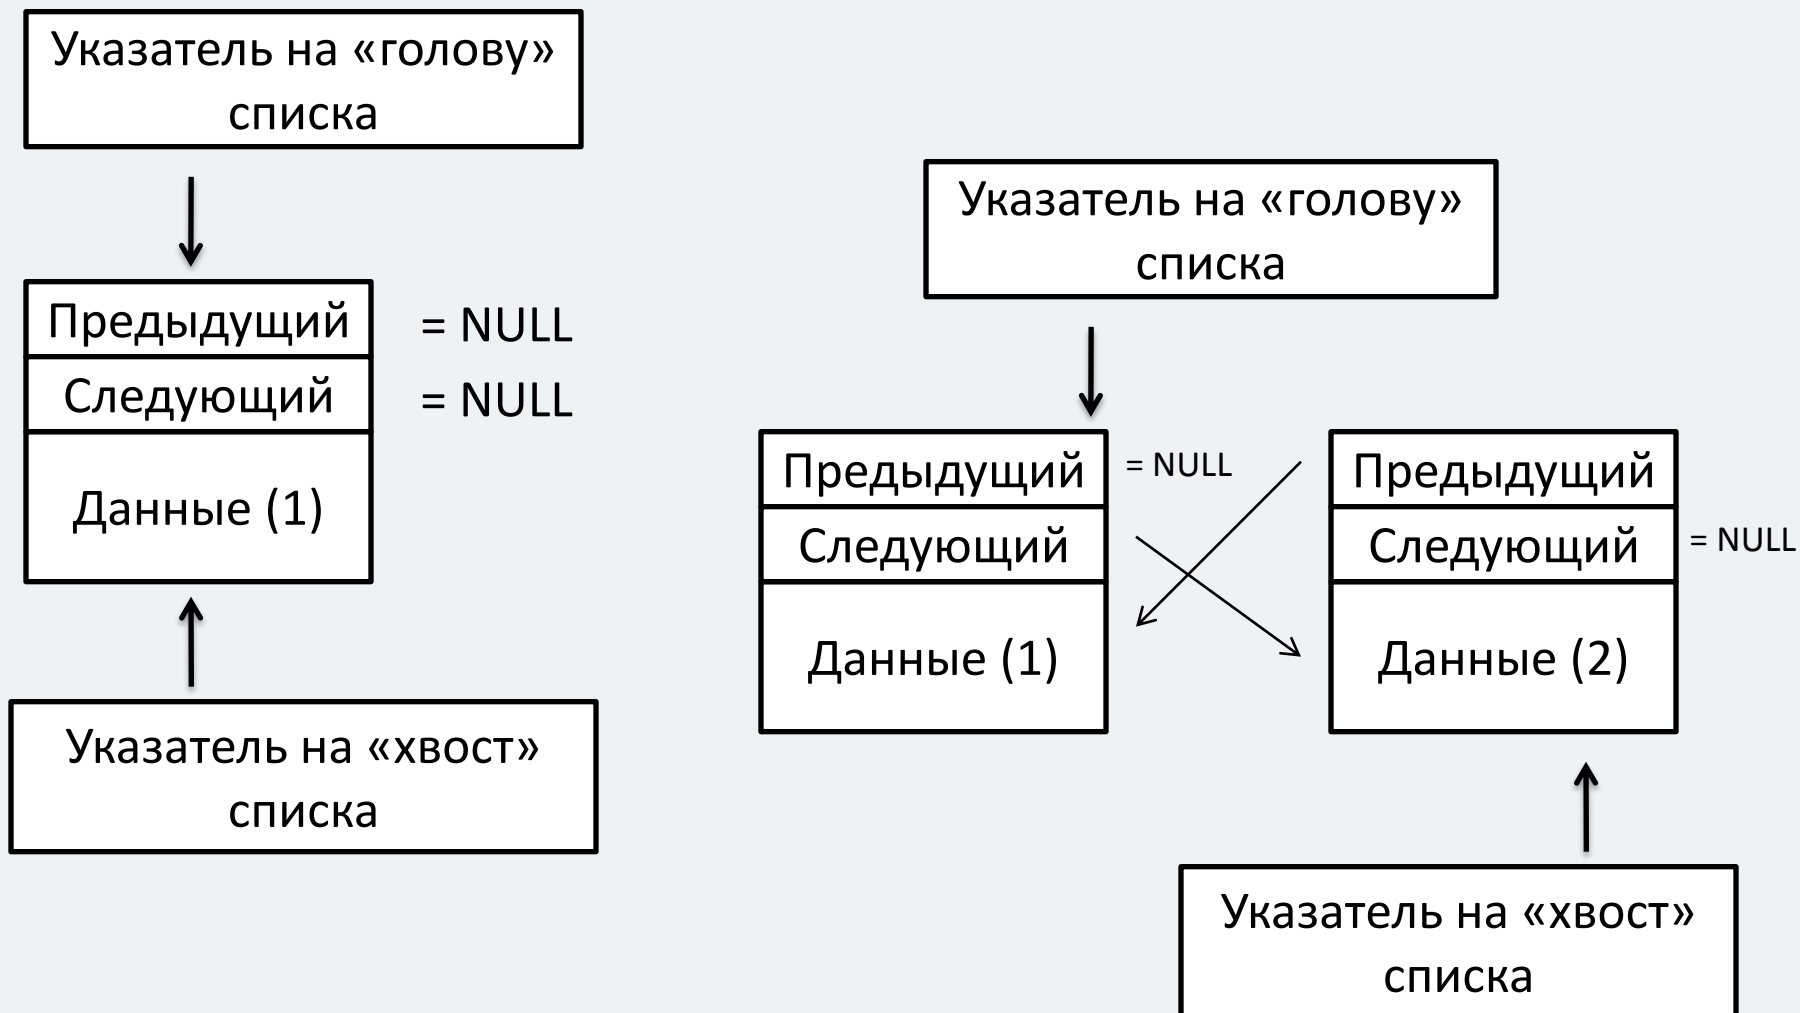 Указатель на «голову»
списка
Предыдущий
= NULL
Следующий
= NULL
Данные (1)
Указатель на «хвост»
списка
Указатель на «голову»
списка
Предыдущий
= NULL
Следующий
Данные (1)
Предыдущий
Следующий
= NULL
Данные (2)
Указатель на «хвост»
списка